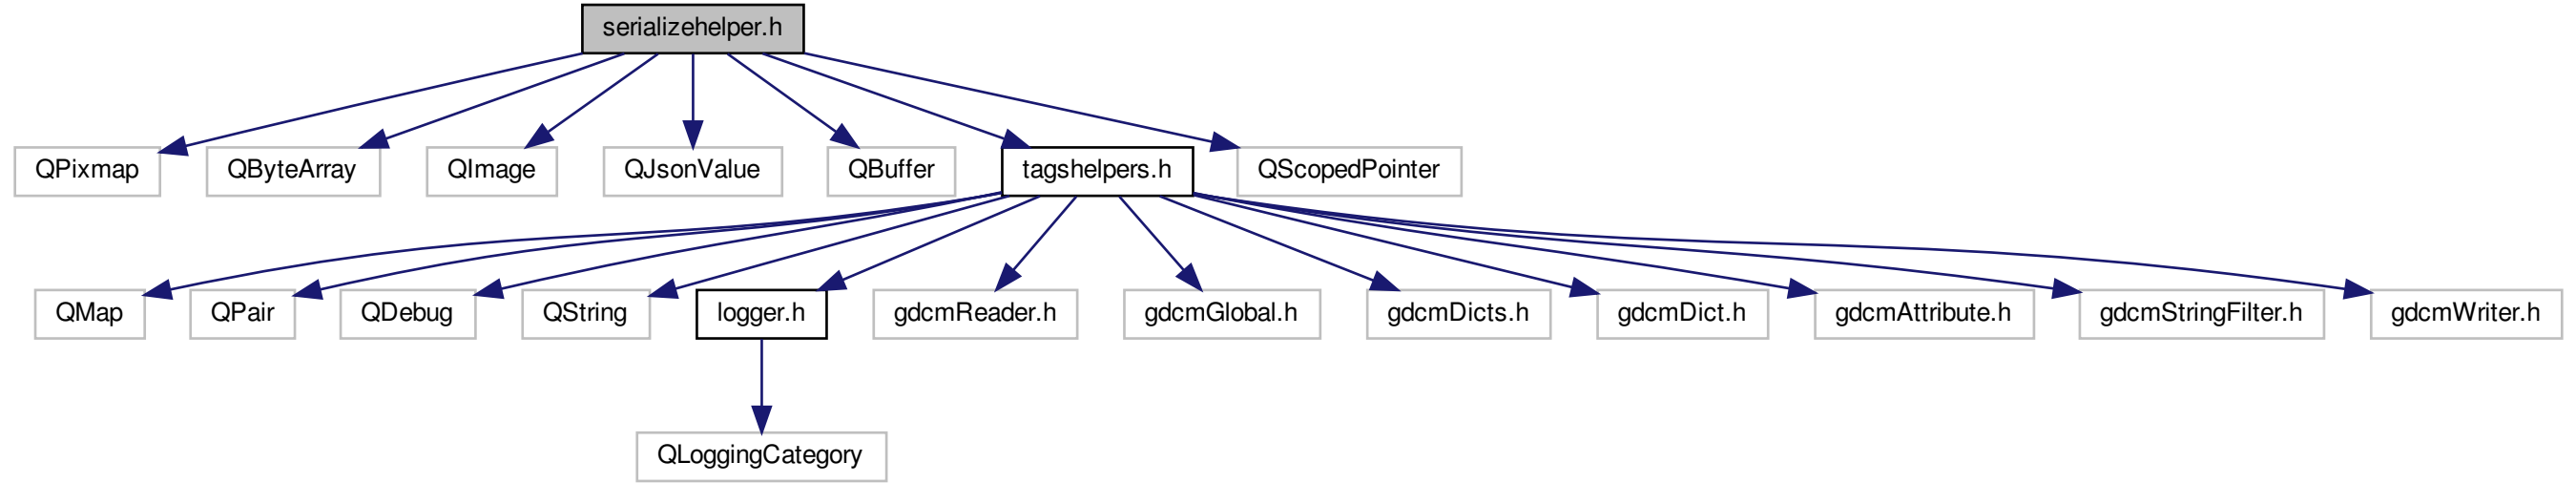 serializehelper.h
QPixmap
QByteArray
QImage
QJsonValue
QBuffer
tagshelpers.h
QScopedPointer
QMap
QPair
QDebug
QString
logger.h
gdcmReader.h
gdcmGlobal.h
gdcmDicts.h
gdcmDict.h
gdcmAttribute.h
gdcmStringFilter.h
gdcmWriter.h
QLoggingCategory